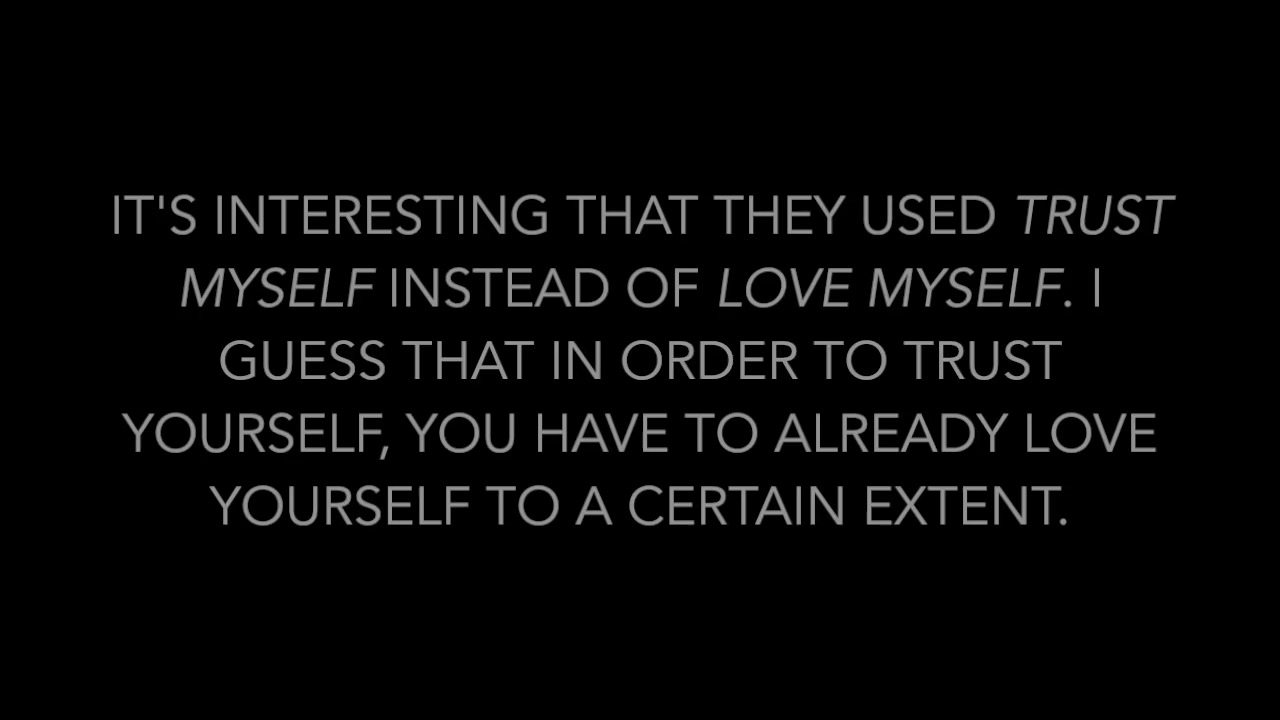 IT'S INTERESTING THAT THEY USED TRUST
MYSELF INSTEAD OF LOVE MYSELF. I
GUESS THAT IN ORDER TO TRUST
YOURSELF, YOU HAVE TO ALREADY LOVE
YOURSELF TO A CERTAIN EXTENT.